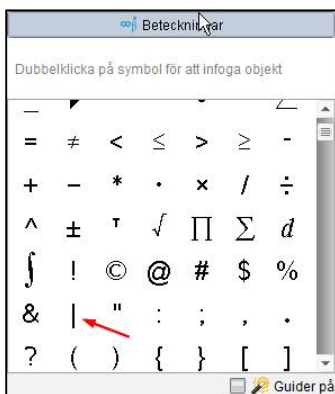 ∞β° Beteckningar
Dubbelklicka på symbol för att infoga objekt
= ≠ < ≤ > ≥ -
+ − * · × / ÷
^ ± ᵀ √ ∏ ∑ d
∫ ! © @ # $ %
& | " : ; , .
? ( ) { } [ ]
Guider på